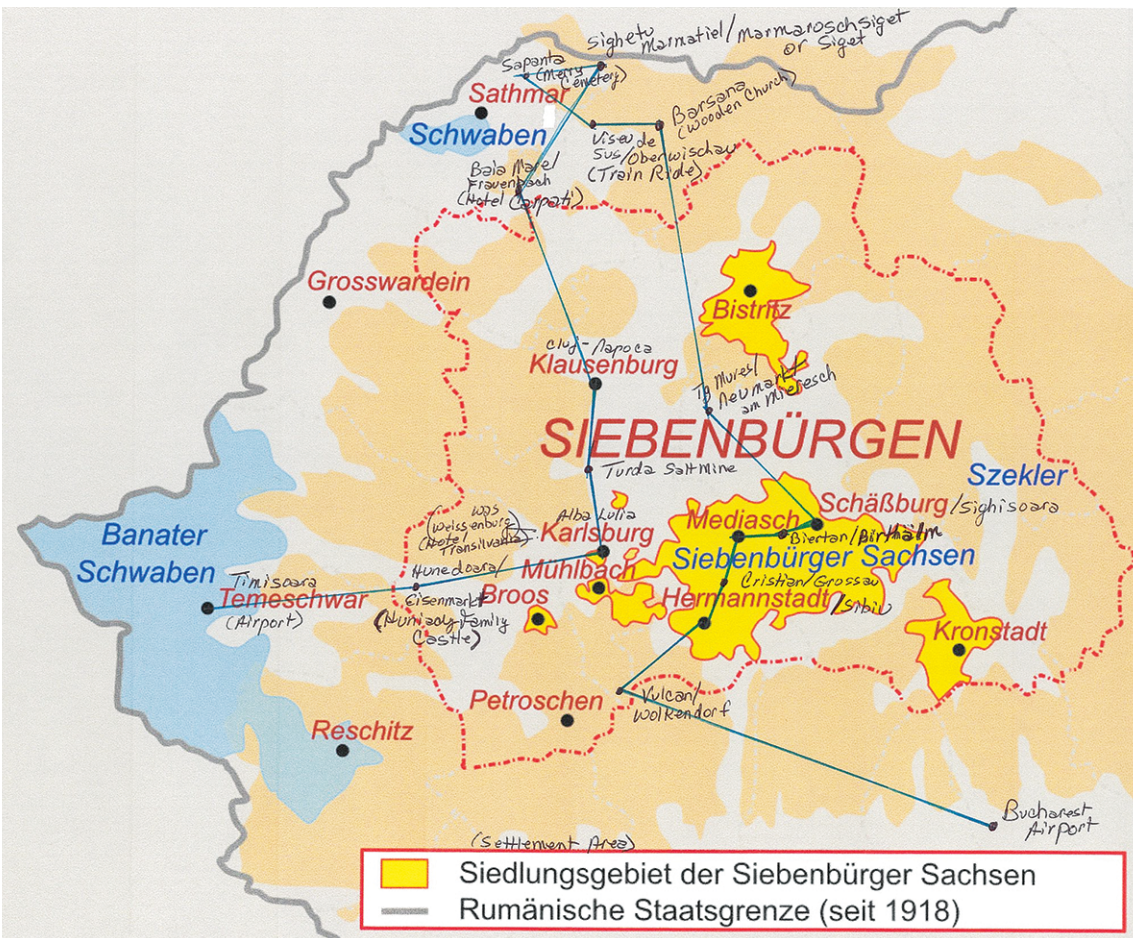 Sighetu
Marmatiei/Marmaroschsiget
or Siget
Sapanta
(Merry
Cemetery)
Sathmar
Schwaben
Barsana
(Wooden Church)
Viseu de
Sus/Oberwischau
(Train Ride)
Baia Mare/
Frauenbach
(Hotel Carpati)
Grosswardein
Bistritz
Cluj-Napoca
Klausenburg
Tg Mures/
Neumarkt
am Mieresch
SIEBENBÜRGEN
Turda Salt Mine
Szekler
Schäßburg/Sighisoara
Mediasch
Biertan/Birthälm
Siebenbürger Sachsen
Was
(Weissenburg)
(Hotel
Transilvania)
Alba Lulia
Karlsburg
Banater
Schwaben
Hunedoara/
Mühlbach
Cristian/Grossau
Timisoara
Temeschwar
(Airport)
Eisenmarkt
(Huniady Family
Castle)
Broos
Hermannstadt/Sibiu
Kronstadt
Petroschen
Vulcan/
Wolkendorf
Reschitz
Bucharest
Airport
(Settlement Area)
Siedlungsgebiet der Siebenbürger Sachsen
Rumänische Staatsgrenze (seit 1918)